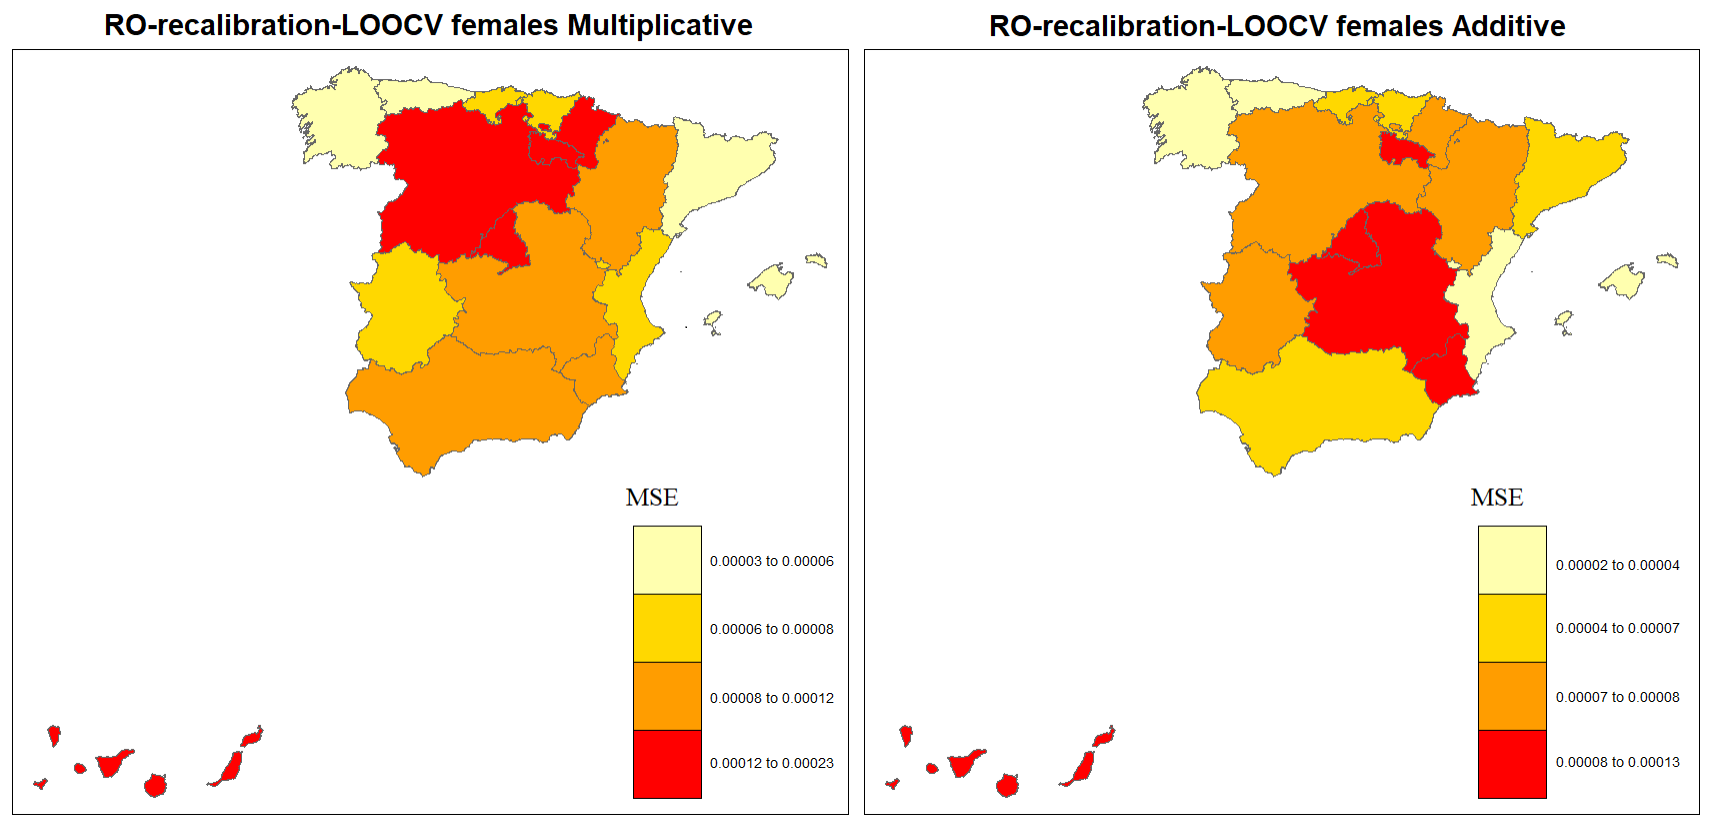 RO-recalibration-LOOCV females Multiplicative
MSE
0.00003 to 0.00006
0.00006 to 0.00008
0.00008 to 0.00012
0.00012 to 0.00023
RO-recalibration-LOOCV females Additive
MSE
0.00002 to 0.00004
0.00004 to 0.00007
0.00007 to 0.00008
0.00008 to 0.00013